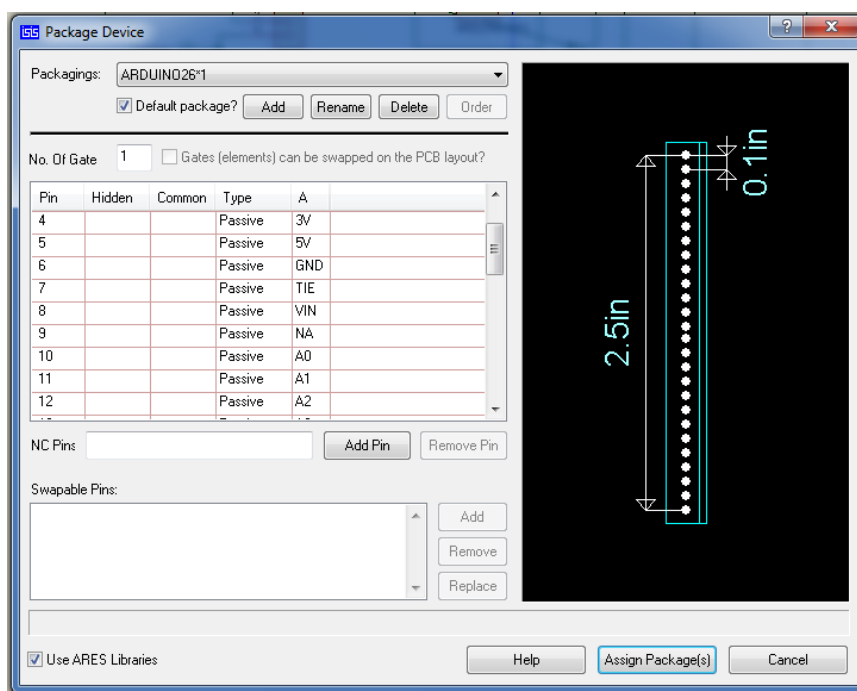 ISIS Package Device
Packagings: ARDUINO26*1
Default package? Add Rename Delete Order
No. Of Gate 1 Gates (elements) can be swapped on the PCB layout?
Pin Hidden Common Type A
4 Passive 3V
5 Passive 5V
6 Passive GND
7 Passive TIE
8 Passive VIN
9 Passive NA
10 Passive A0
11 Passive A1
12 Passive A2
NC Pins Add Pin Remove Pin
Swapable Pins:
Add
Remove
Replace
0.1in
2.5in
Use ARES Libraries Help Assign Package(s) Cancel